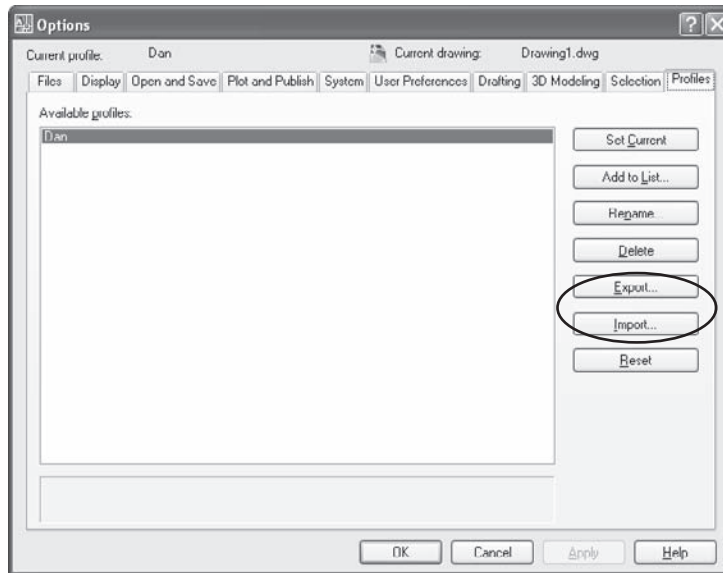 Options
Current profile: Dan Current drawing: Drawing1.dwg
Files Display Open and Save Plot and Publish System User Preferences Drafting 3D Modeling Selection Profiles
Available profiles:
Dan
Set Current
Add to List...
Rename...
Delete
Export...
Import...
Reset
OK Cancel Apply Help